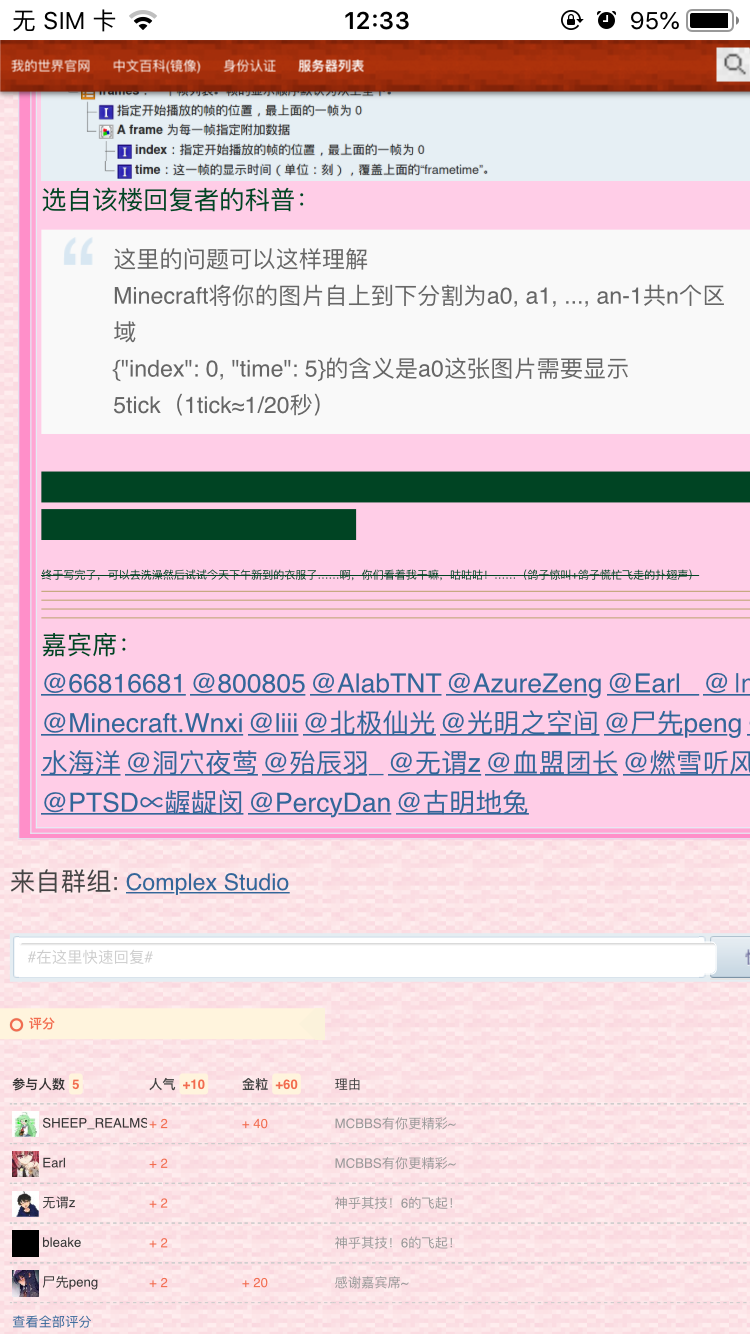 无 SIM 卡 12:33 95%
我的世界官网 中文百科(镜像) 身份认证 服务器列表
指定开始播放的帧的位置，最上面的一帧为 0
A frame 为每一帧指定附加数据
index：指定开始播放的帧的位置，最上面的一帧为 0
time：这一帧的显示时间（单位：刻），覆盖上面的“frametime”。
选自该楼回复者的科普：
这里的问题可以这样理解
Minecraft将你的图片自上到下分割为a0, a1, ..., an-1共n个区
域
{"index": 0, "time": 5}的含义是a0这张图片需要显示
5tick（1tick≈1/20秒）
终于写完了，可以去洗澡然后试试今天下午新到的衣服了……啊，你们看着我干嘛，咕咕咕！……（鸽子惊叫+鸽子慌忙飞走的扑翅声）
嘉宾席：
@66816681 @800805 @AlabTNT @AzureZeng @Earl_ @
@Minecraft.Wnxi @liii @北极仙光 @光明之空间 @尸先peng
水海洋 @洞穴夜莺 @殆辰羽_ @无谓z @血盟团长 @燃雪听风
@PTSD∝龌龊闵 @PercyDan @古明地兔
来自群组: Complex Studio
#在这里快速回复#
评分
参与人数 5 人气 +10 金粒 +60 理由
SHEEP_REALMS + 2 + 40 MCBBS有你更精彩~
Earl + 2 MCBBS有你更精彩~
无谓z + 2 神乎其技！6的飞起！
bleake + 2 神乎其技！6的飞起！
尸先peng + 2 + 20 感谢嘉宾席~
查看全部评分